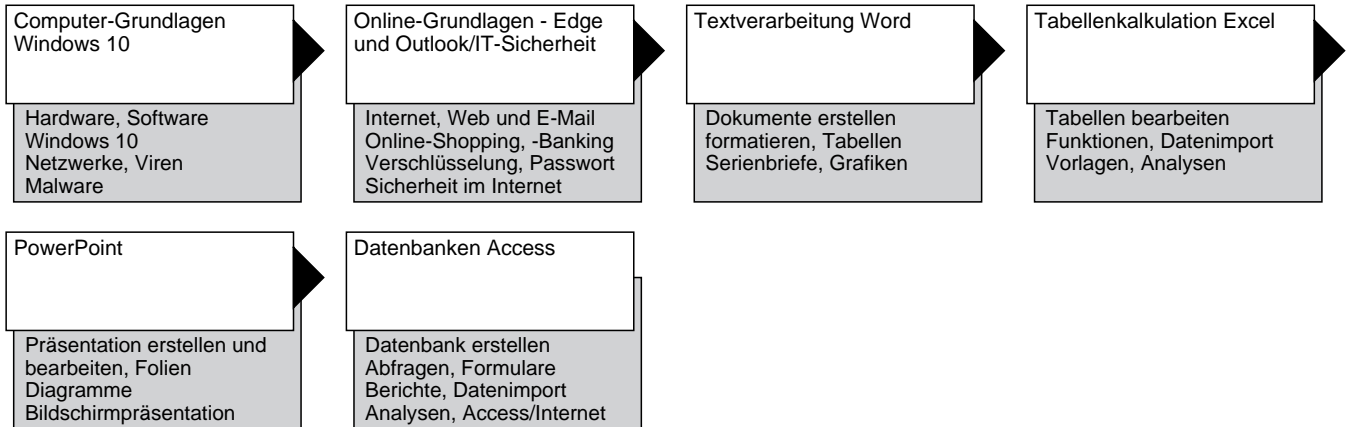 Computer-Grundlagen
Windows 10
Hardware, Software
Windows 10
Netzwerke, Viren
Malware
Online-Grundlagen - Edge
und Outlook/IT-Sicherheit
Internet, Web und E-Mail
Online-Shopping, -Banking
Verschlüsselung, Passwort
Sicherheit im Internet
Textverarbeitung Word
Dokumente erstellen
formatieren, Tabellen
Serienbriefe, Grafiken
Tabellenkalkulation Excel
Tabellen bearbeiten
Funktionen, Datenimport
Vorlagen, Analysen
PowerPoint
Präsentation erstellen und
bearbeiten, Folien
Diagramme
Bildschirmpräsentation
Datenbanken Access
Datenbank erstellen
Abfragen, Formulare
Berichte, Datenimport
Analysen, Access/Internet